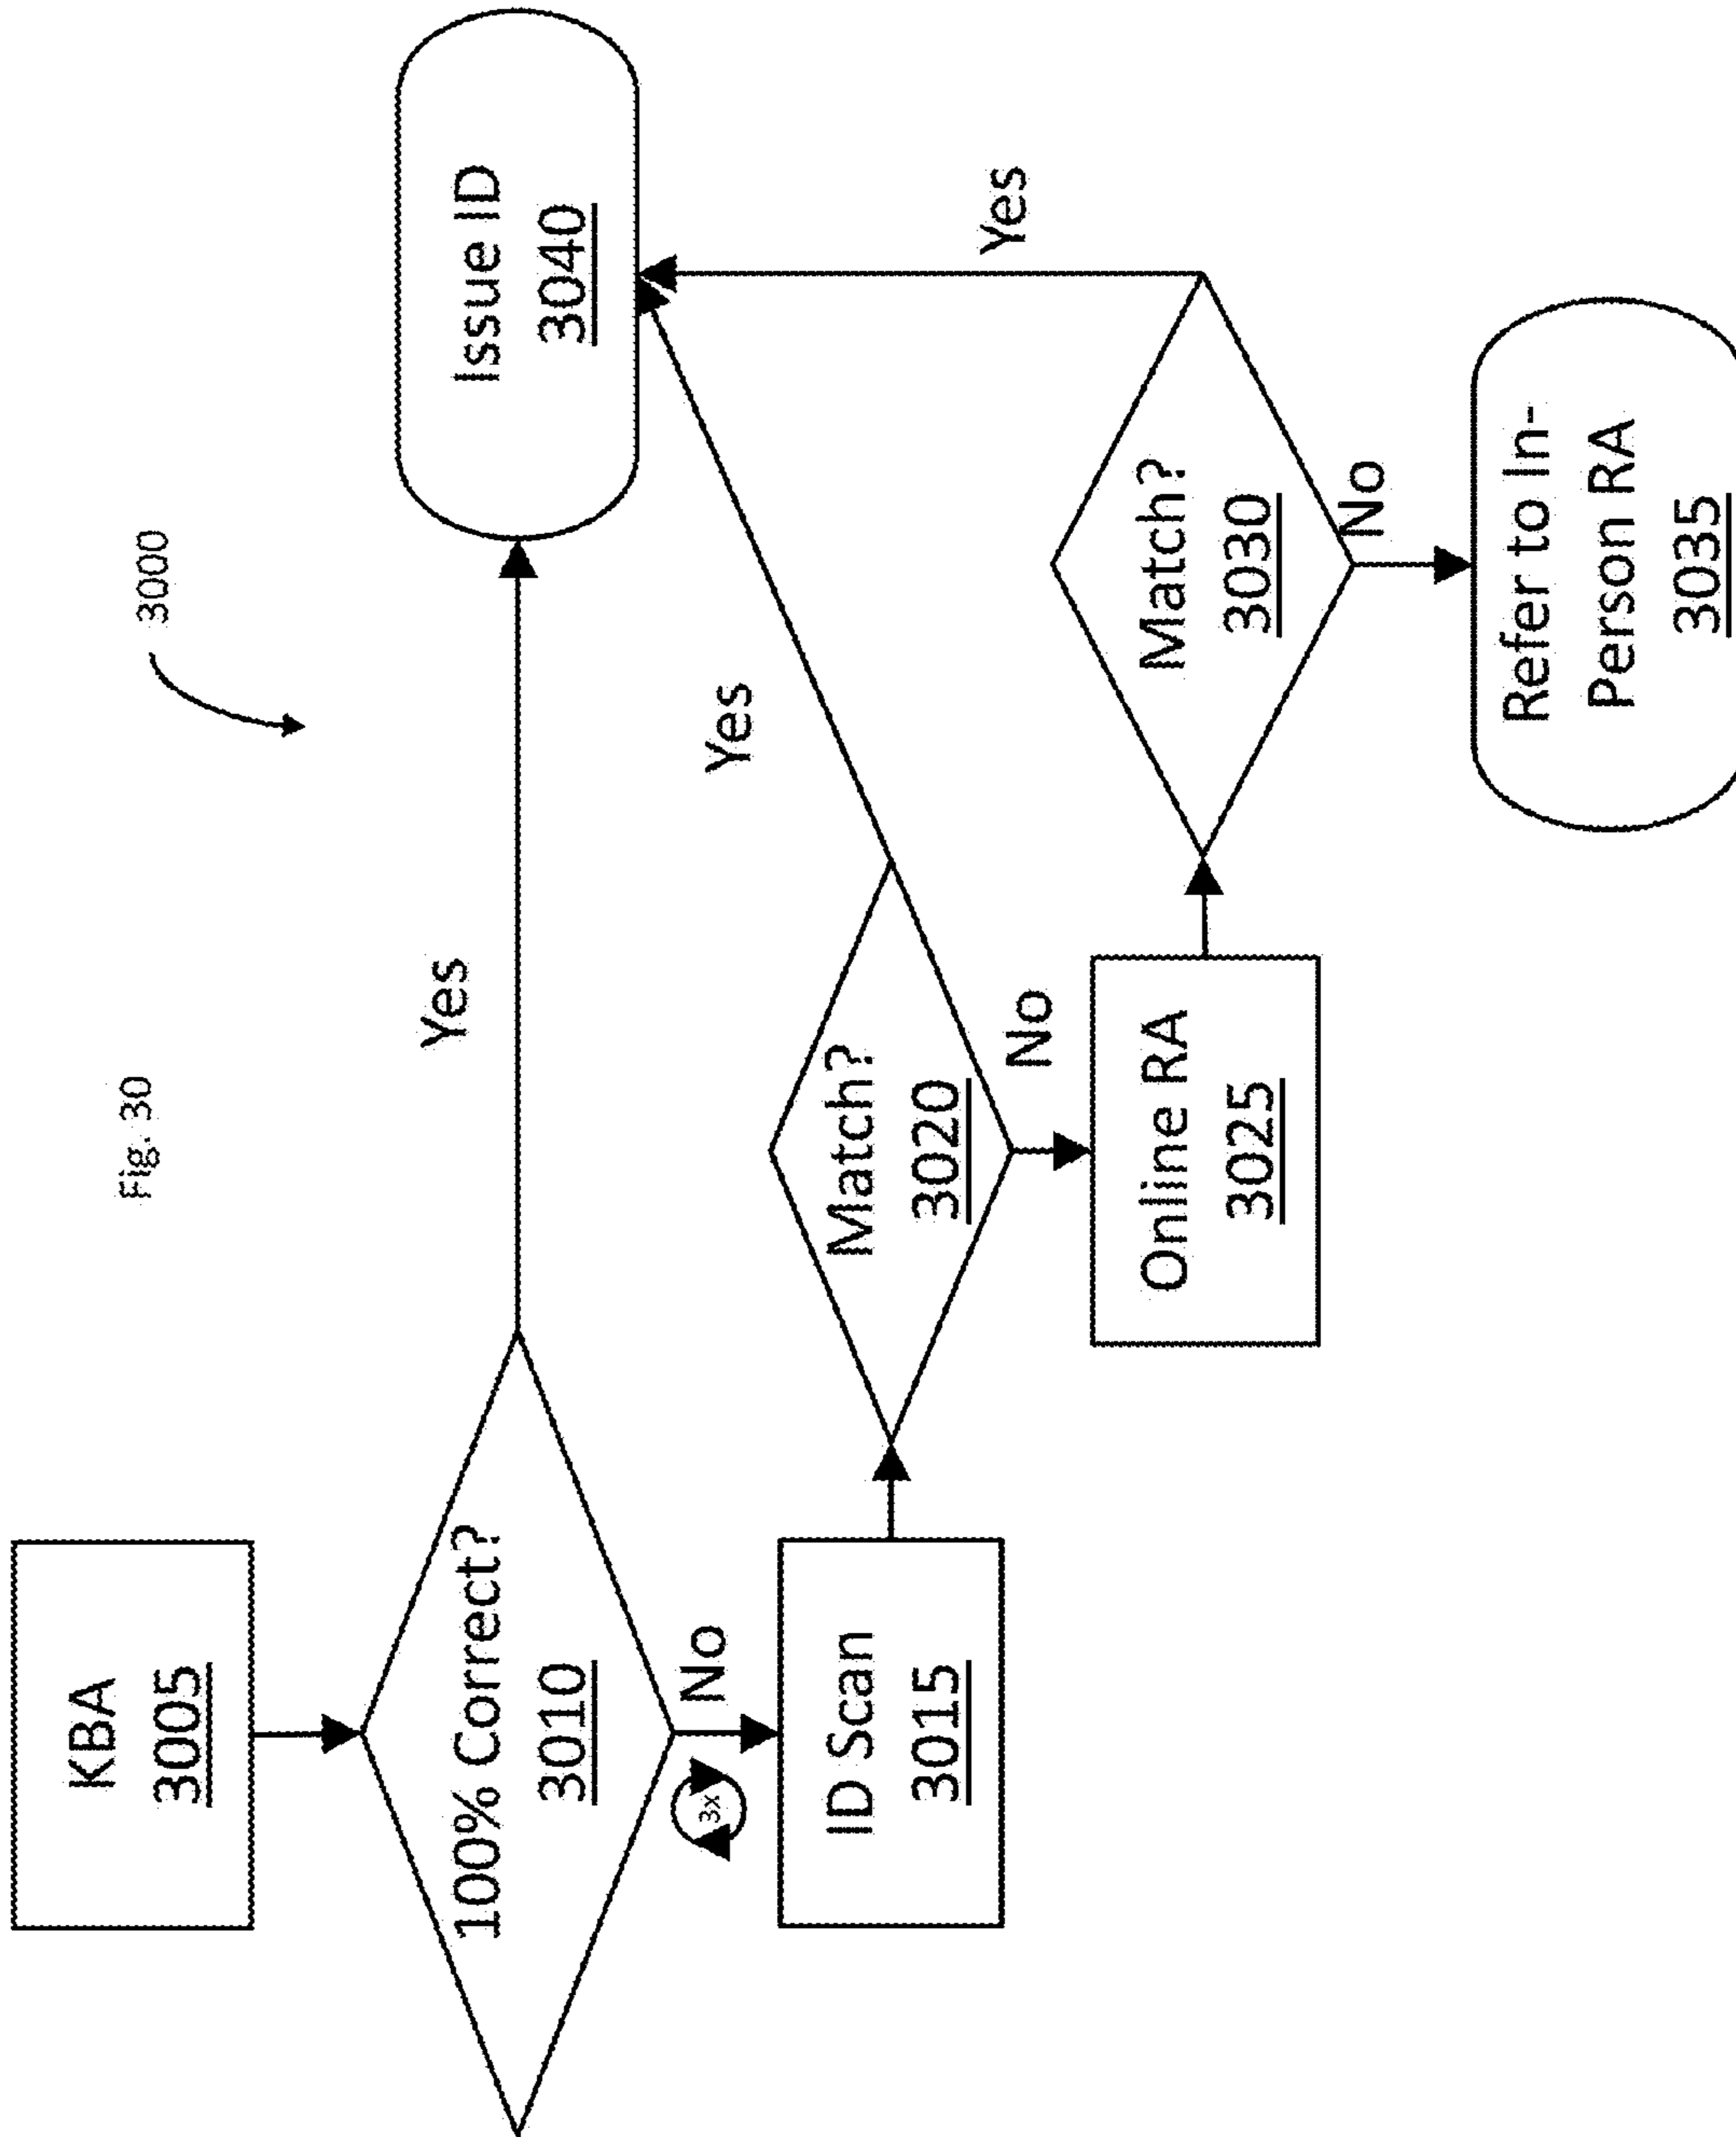 Fig. 30
3000
KBA
3005
100% Correct?
3010
Yes
Issue ID
3040
No
3x
ID Scan
3015
Match?
3020
Yes
No
Online RA
3025
Match?
3030
Yes
No
Refer to In-
Person RA
3035